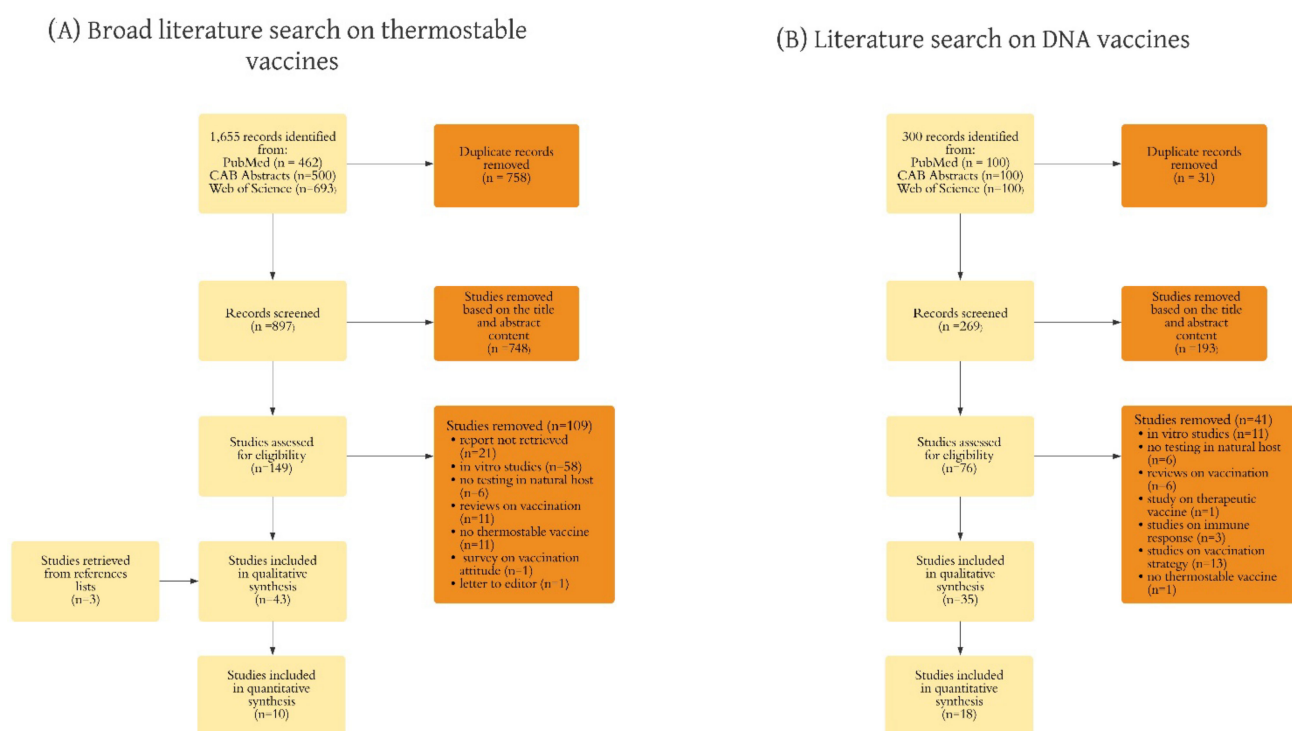 (A) Broad literature search on thermostable
vaccines
1,655 records identified
from:
PubMed (n = 462)
CAB Abstracts (n=500)
Web of Science (n=693)
Duplicate records
removed
(n = 758)
Records screened
(n =897)
Studies removed
based on the title
and abstract
content
(n =748)
Studies assessed
for eligibility
(n=149)
Studies removed (n=109)
• report not retrieved
(n=21)
• in vitro studies (n=58)
• no testing in natural host
(n=6)
• reviews on vaccination
(n=11)
• no thermostable vaccine
(n=11)
• survey on vaccination
attitude (n=1)
• letter to editor (n=1)
Studies retrieved
from references
lists
(n=3)
Studies included
in qualitative
synthesis
(n=43)
Studies included
in quantitative
synthesis
(n=10)
(B) Literature search on DNA vaccines
300 records identified
from:
PubMed (n = 100)
CAB Abstracts (n=100)
Web of Science (n=100)
Duplicate records
removed
(n = 31)
Records screened
(n =269)
Studies removed
based on the title
and abstract
content
(n =193)
Studies assessed
for eligibility
(n=76)
Studies removed (n=41)
• in vitro studies (n=11)
• no testing in natural host
(n=6)
• reviews on vaccination
(n=6)
• study on therapeutic
vaccine (n=1)
• studies on immune
response (n=3)
• studies on vaccination
strategy (n=13)
• no thermostable vaccine
(n=1)
Studies included
in qualitative
synthesis
(n=35)
Studies included
in quantitative
synthesis
(n=18)